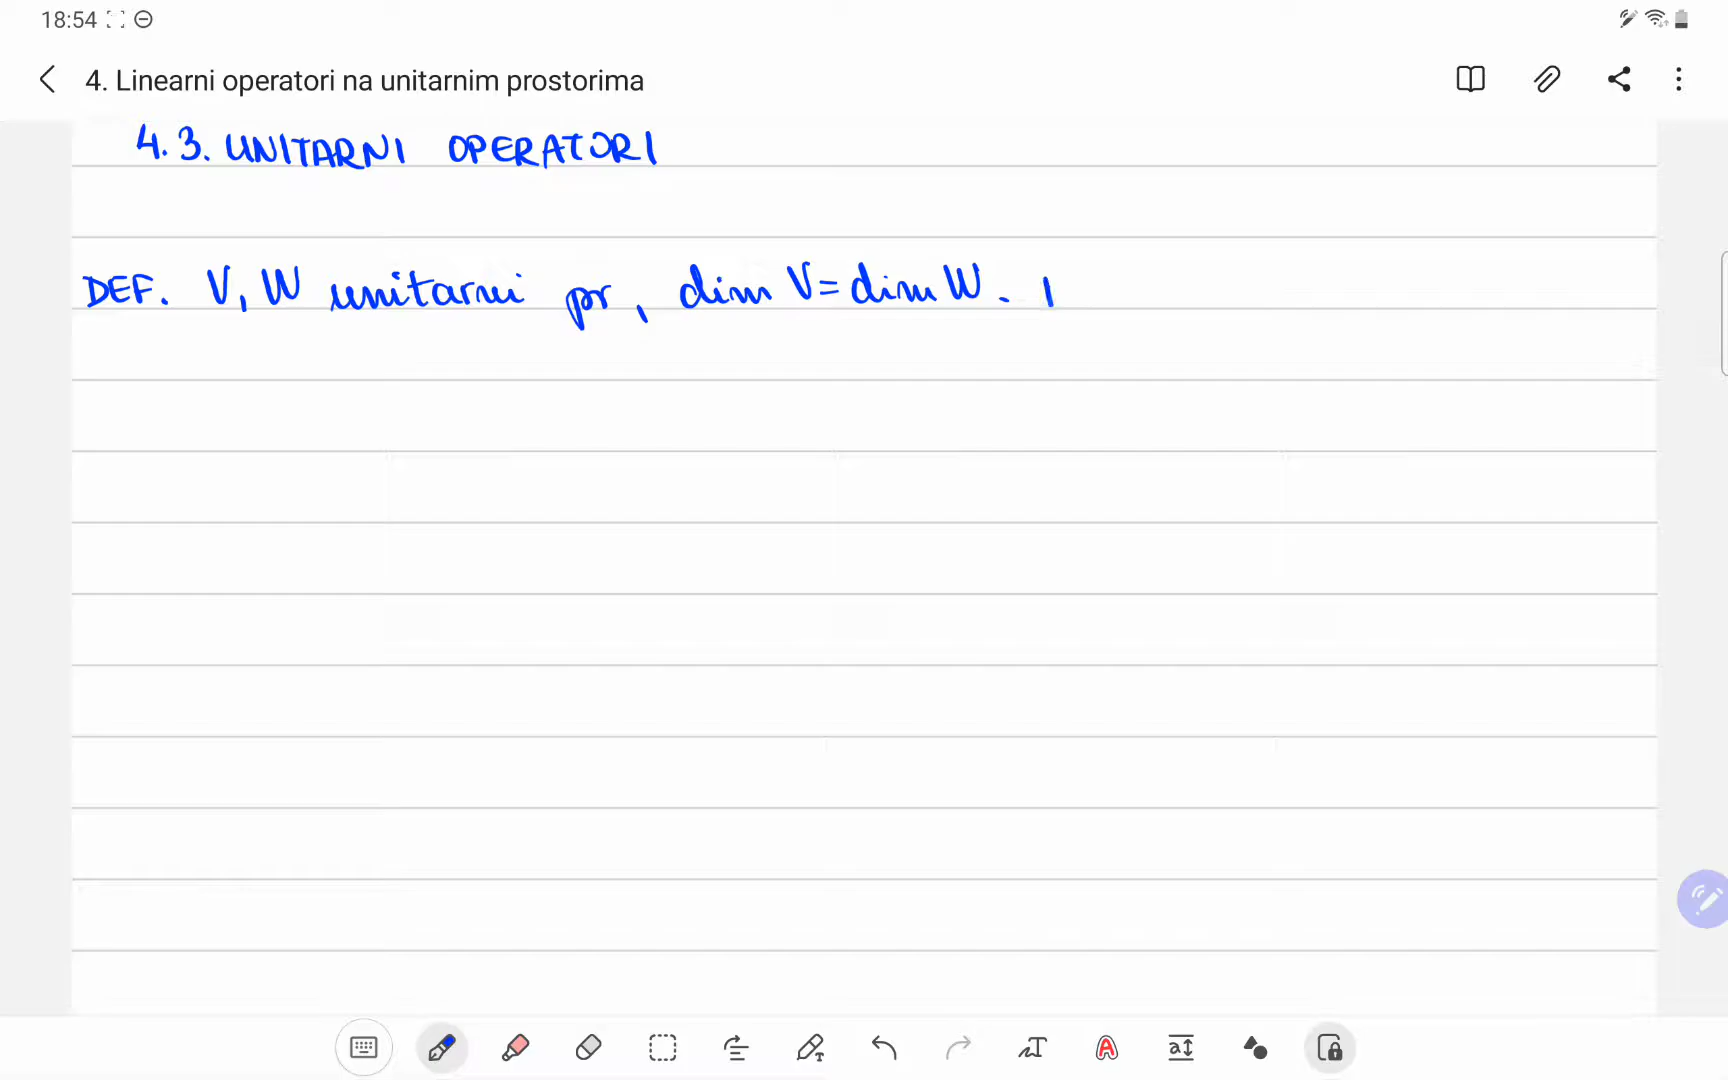 18:54
4. Linearni operatori na unitarnim prostorima
4.3. UNITARNI OPERATORI
DEF. V, W unitarni pr, dim V = dim W. I